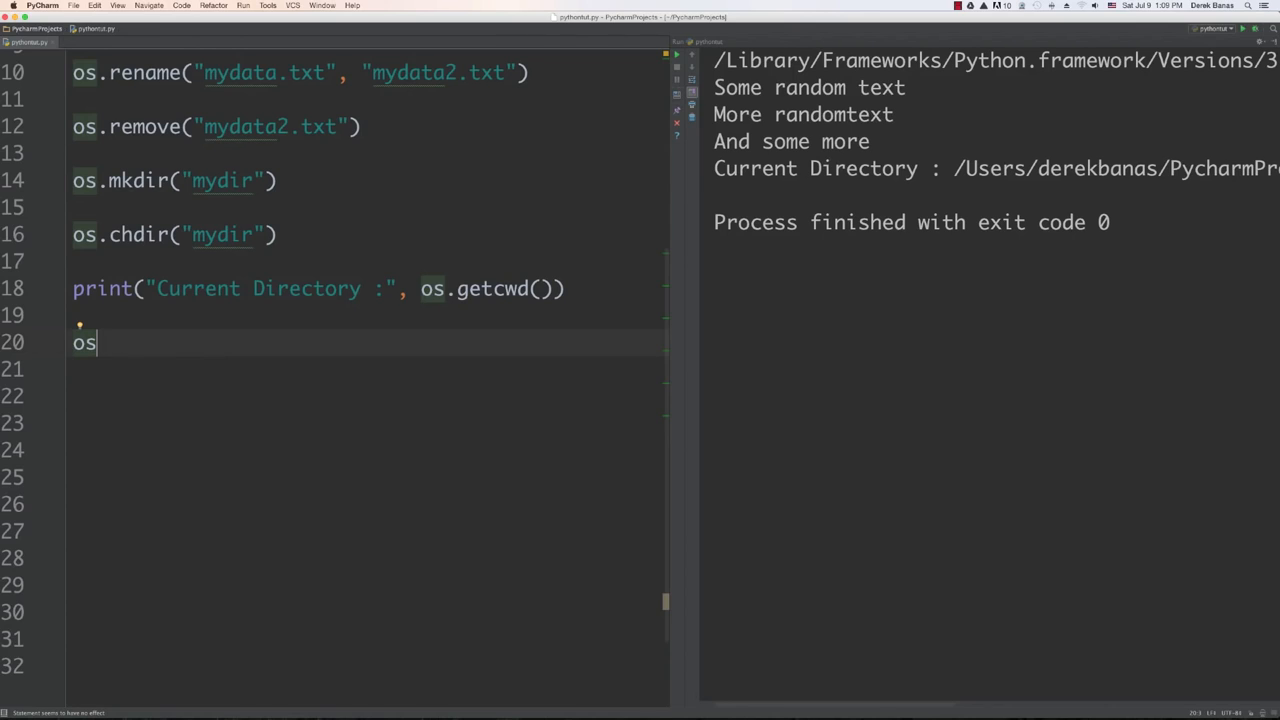 PyCharm File Edit View Navigate Code Refactor Run Tools VCS Window Help
10 Sat Jul 9 1:09 PM Derek Banas
pythontut.py - PycharmProjects - [~/PycharmProjects]
PycharmProjects pythontut.py
pythontut
pythontut.py
Run pythontut
10 os.rename("mydata.txt", "mydata2.txt")
11
12 os.remove("mydata2.txt")
13
14 os.mkdir("mydir")
15
16 os.chdir("mydir")
17
18 print("Current Directory :", os.getcwd())
19
20 os
21
22
23
24
25
26
27
28
29
30
31
32
/Library/Frameworks/Python.framework/Versions/3
Some random text
More randomtext
And some more
Current Directory : /Users/derekbanas/PycharmPr
Process finished with exit code 0
Statement seems to have no effect
20:3 LF÷ UTF-8÷